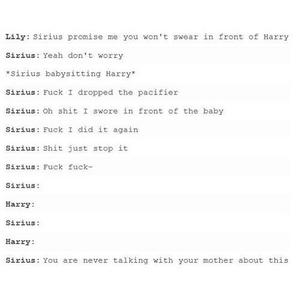 Lily: Sirius promise me you won't swear in front of Harry
Sirius: Yeah don't worry
*Sirius babysitting Harry*
Sirius: Fuck I dropped the pacifier
Sirius: Oh shit I swore in front of the baby
Sirius: Fuck I did it again
Sirius: Shit just stop it
Sirius: Fuck fuck~
Sirius:
Harry:
Sirius:
Harry:
Sirius: You are never talking with your mother about this